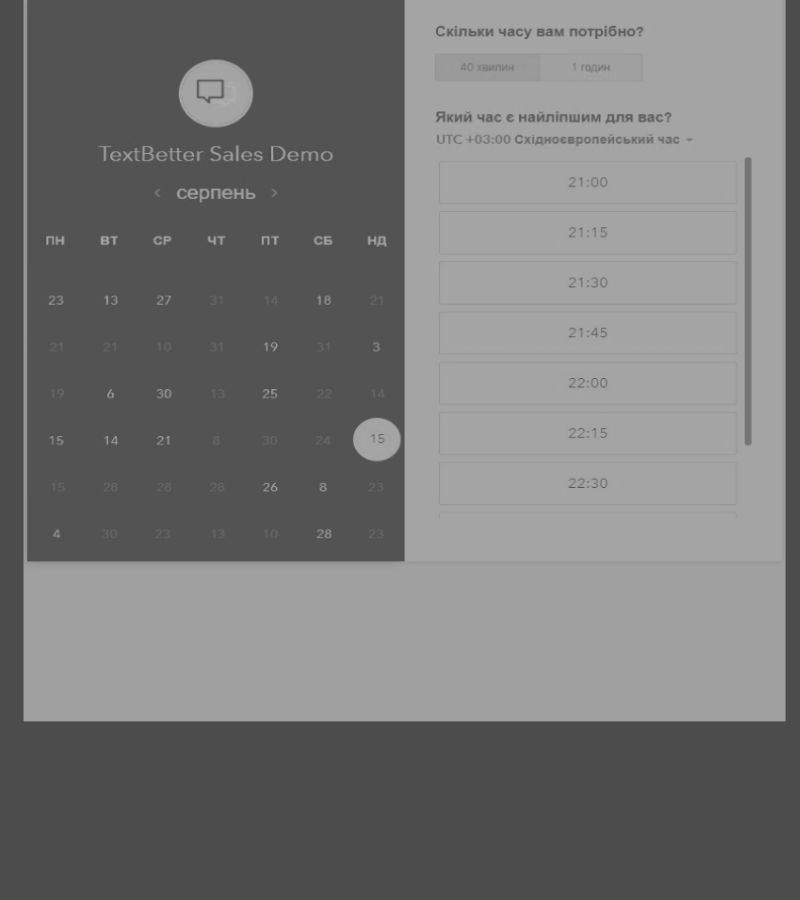 Скільки часу вам потрібно?
40 хвилин 1 годин
TextBetter Sales Demo
серпень
ПН ВТ СР ЧТ ПТ СБ НД
23 13 27 31 14 18 21
21 21 10 31 19 31 3
19 6 30 13 25 22 14
15 14 21 8 30 24 15
15 28 28 28 26 8 23
4 30 23 13 10 28 23
Який час є найліпшим для вас?
UTC +03:00 Східноєвропейський час
21:00
21:15
21:30
21:45
22:00
22:15
22:30